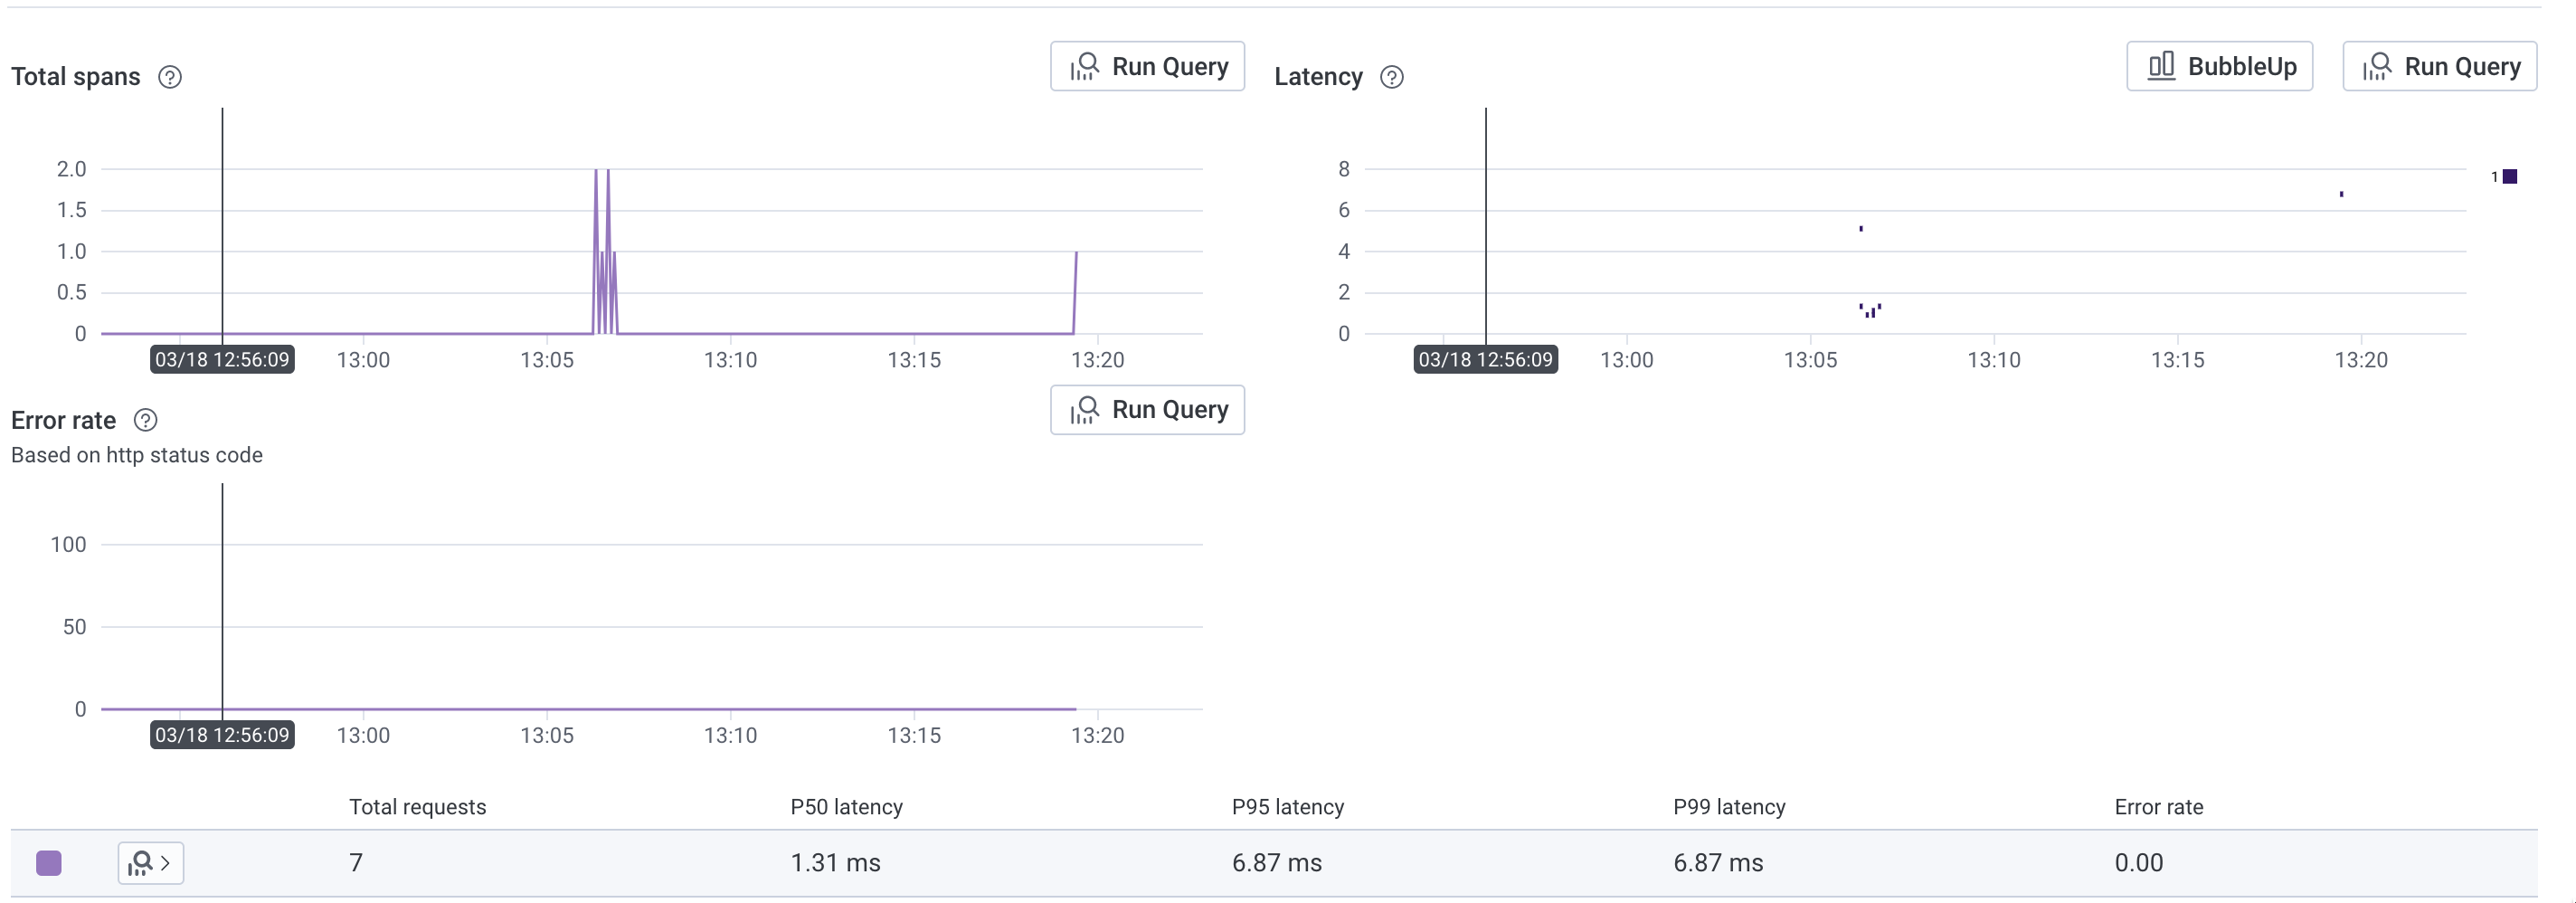 Total spans ? Run Query
Latency ? BubbleUp Run Query
2.0
1.5
1.0
0.5
0
03/18 12:56:09 13:00 13:05 13:10 13:15 13:20
8
6
4
2
0
1
03/18 12:56:09 13:00 13:05 13:10 13:15 13:20
Error rate ? Run Query
Based on http status code
100
50
0
03/18 12:56:09 13:00 13:05 13:10 13:15 13:20
Total requests P50 latency P95 latency P99 latency Error rate
7 1.31 ms 6.87 ms 6.87 ms 0.00